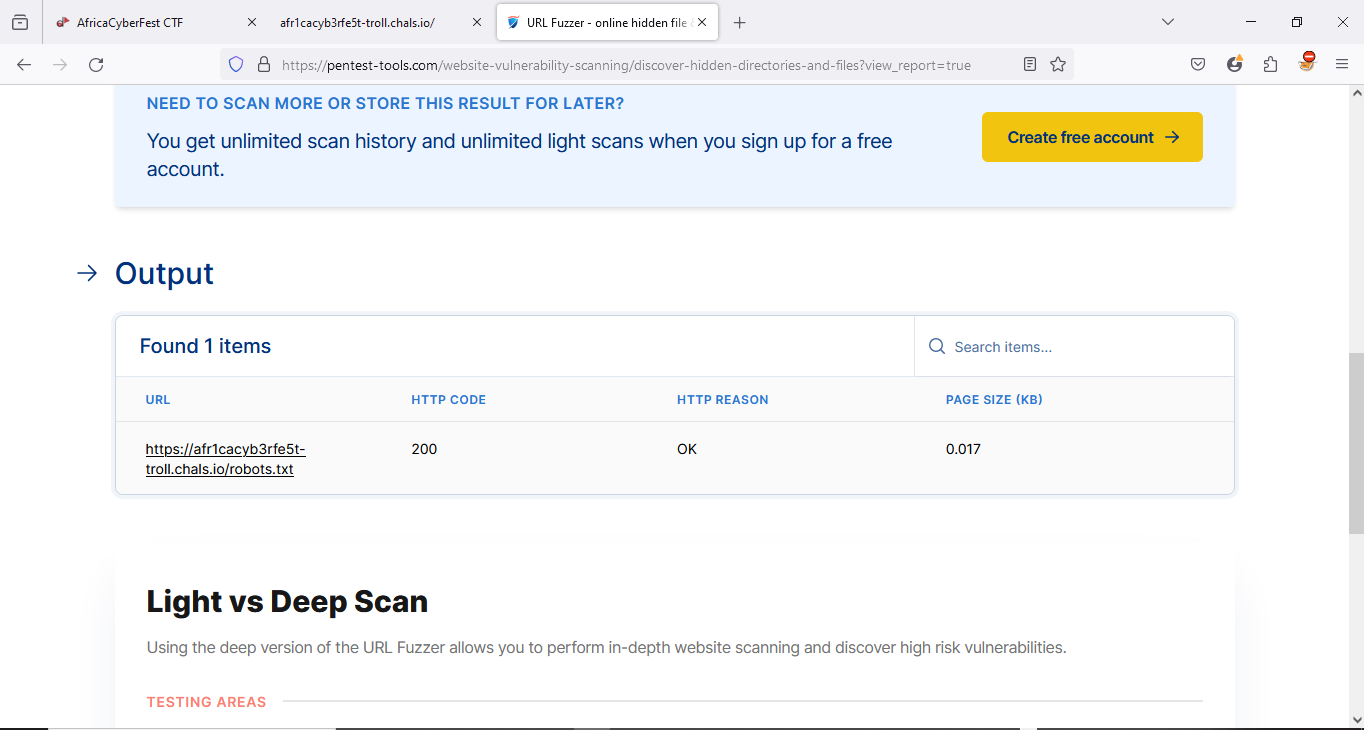 AfricaCyberFest CTF
afr1cacyb3rfe5t-troll.chals.io/
URL Fuzzer - online hidden file
https://pentest-tools.com/website-vulnerability-scanning/discover-hidden-directories-and-files?view_report=true
NEED TO SCAN MORE OR STORE THIS RESULT FOR LATER?
You get unlimited scan history and unlimited light scans when you sign up for a free
account.
Create free account
Output
Found 1 items
Search items...
URL HTTP CODE HTTP REASON PAGE SIZE (KB)
https://afr1cacyb3rfe5t-
troll.chals.io/robots.txt
200 OK 0.017
Light vs Deep Scan
Using the deep version of the URL Fuzzer allows you to perform in-depth website scanning and discover high risk vulnerabilities.
TESTING AREAS